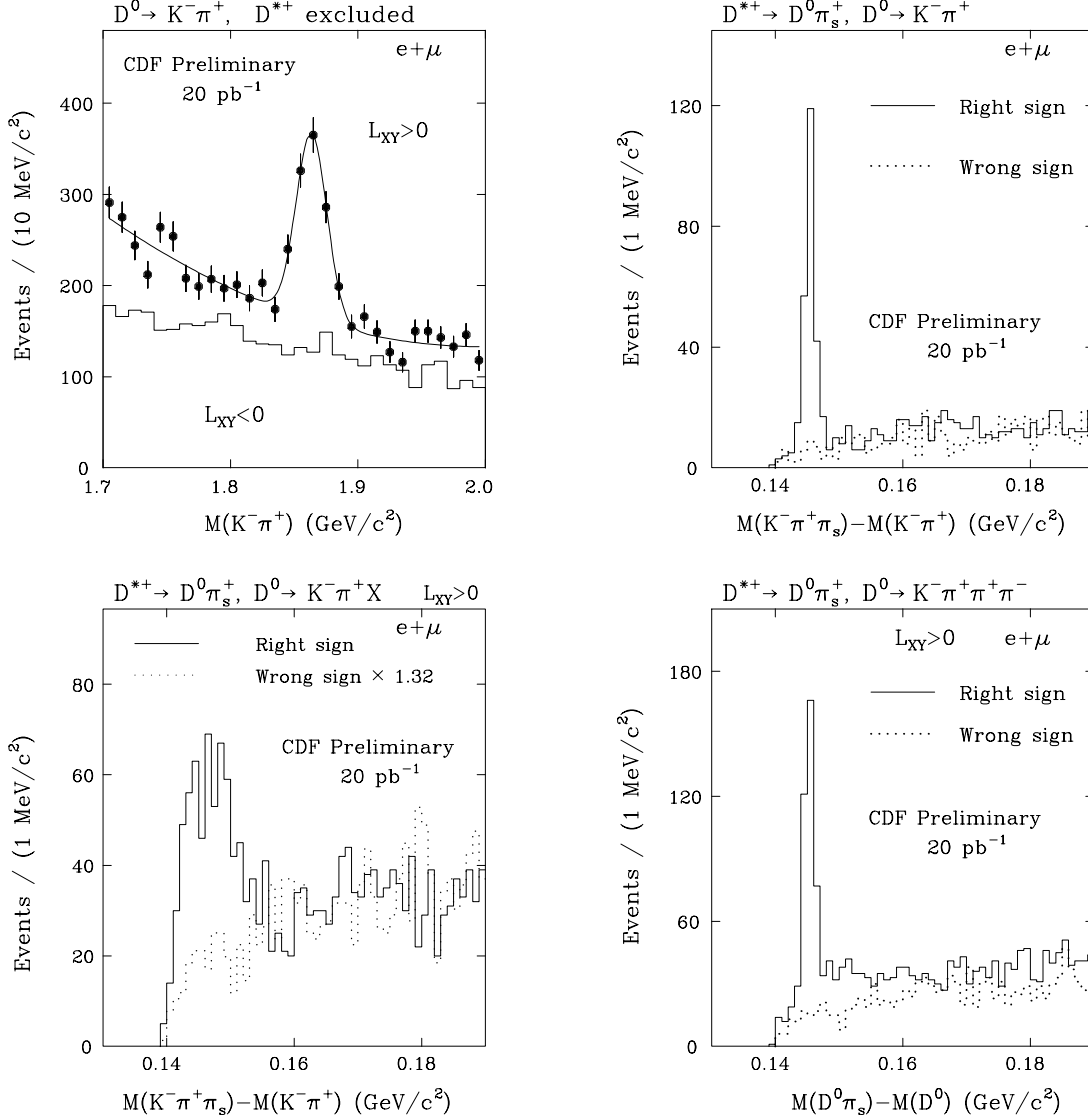 D⁰→ K⁻π⁺, D*⁺ excluded
e+μ
CDF Preliminary
20 pb⁻¹
L_XY>0
L_XY<0
Events / (10 MeV/c²)
400
300
200
100
0
1.7 1.8 1.9 2.0
M(K⁻π⁺) (GeV/c²)
D*⁺→ D⁰π_s⁺, D⁰→ K⁻π⁺
e+μ
Right sign
Wrong sign
CDF Preliminary
20 pb⁻¹
Events / (1 MeV/c²)
120
80
40
0
0.14 0.16 0.18
M(K⁻π⁺π_s)−M(K⁻π⁺) (GeV/c²)
D*⁺→ D⁰π_s⁺, D⁰→ K⁻π⁺X L_XY>0
e+μ
Right sign
Wrong sign × 1.32
CDF Preliminary
20 pb⁻¹
Events / (1 MeV/c²)
80
60
40
20
0
0.14 0.16 0.18
M(K⁻π⁺π_s)−M(K⁻π⁺) (GeV/c²)
D*⁺→ D⁰π_s⁺, D⁰→ K⁻π⁺π⁺π⁻
L_XY>0 e+μ
Right sign
Wrong sign
CDF Preliminary
20 pb⁻¹
Events / (1 MeV/c²)
180
120
60
0
0.14 0.16 0.18
M(D⁰π_s)−M(D⁰) (GeV/c²)